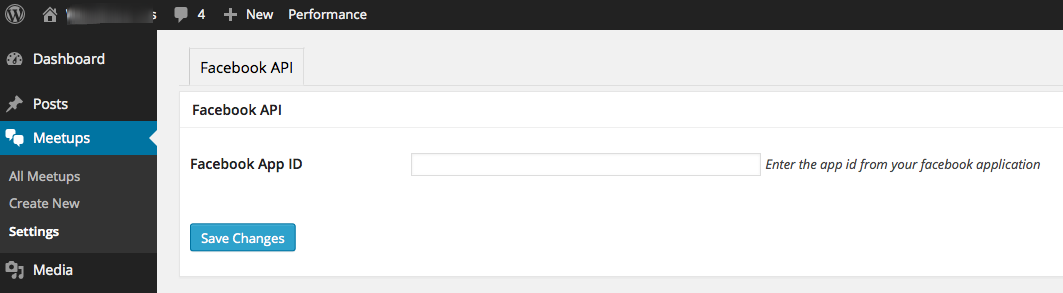 4 New Performance
Dashboard
Posts
Meetups
All Meetups
Create New
Settings
Media
Facebook API
Facebook API
Facebook App ID Enter the app id from your facebook application
Save Changes